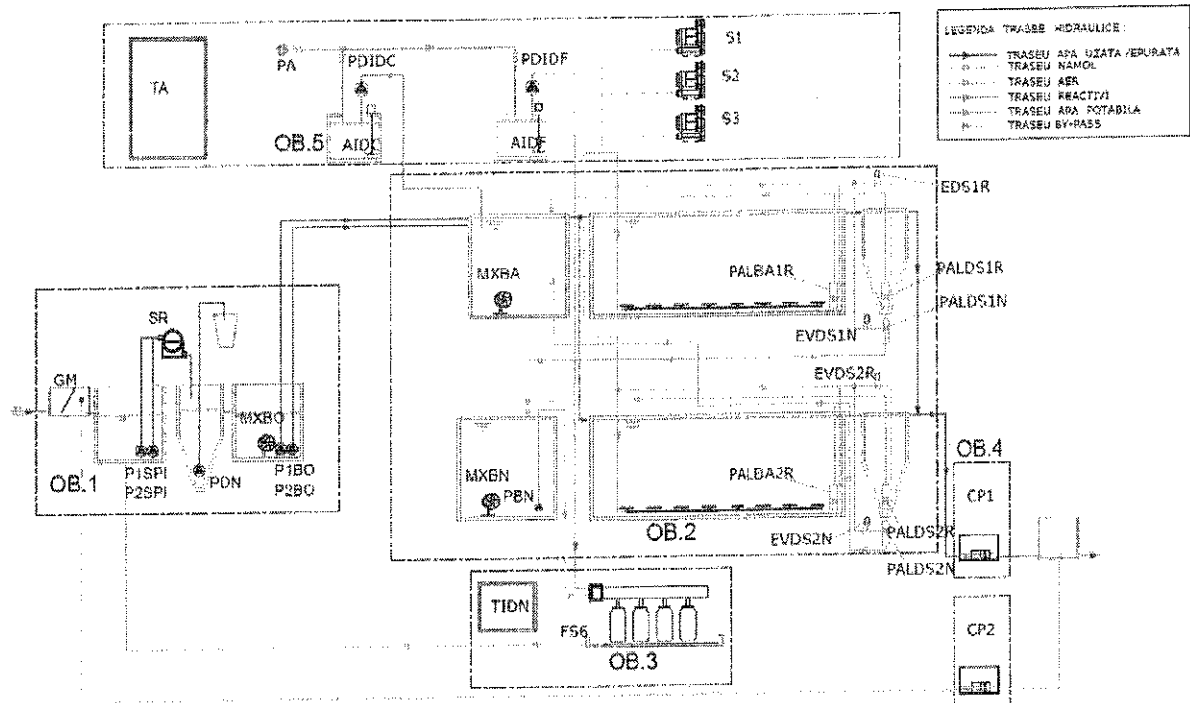 LEGENDA TRASEE HIDRAULICE:
TRASEU APA UZATA/EPURATA
TRASEU NAMOL
TRASEU AER
TRASEU REACTIVI
TRASEU APA POTABILA
TRASEU BY-PASS
TA
PA
PDIDC
PDIDF
S1
S2
S3
OB.5
AIDC
AIDF
EDS1R
MXBA
PALBA1R
PALDS1R
PALDS1N
EVDS1N
SR
GM
EVDS2R
MXBO
P1SPI
P2SPI
PDN
P1BO
P2BO
OB.1
MXBN
PBN
PALBA2R
OB.2
EVDS2N
PALDS2R
PALDS2N
OB.4
CP1
TIDN
FS6
OB.3
CP2